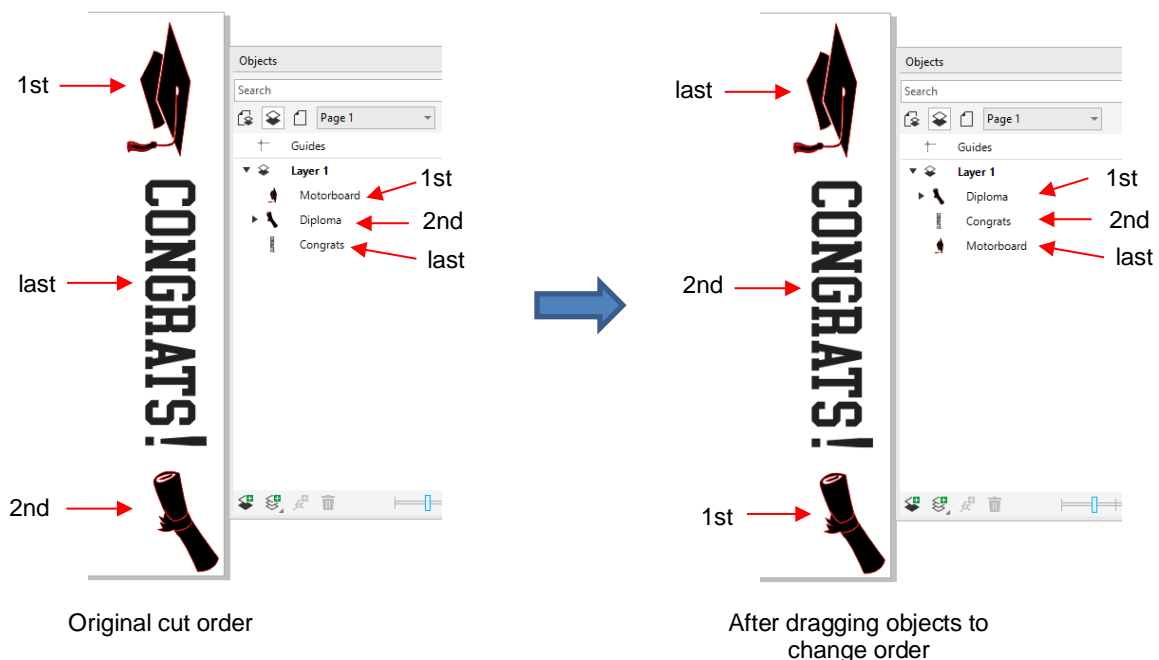 1st
last
2nd
CONGRATS!
Objects
Search
Page 1
Guides
Layer 1
Motorboard
1st
Diploma
2nd
Congrats
last
Original cut order
last
2nd
1st
CONGRATS!
Objects
Search
Page 1
Guides
Layer 1
Diploma
1st
Congrats
2nd
Motorboard
last
After dragging objects to
change order